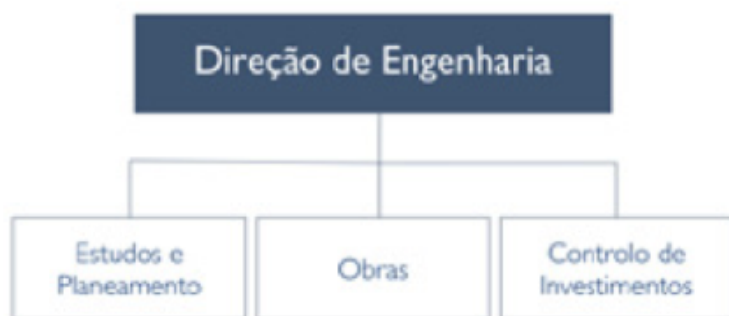 Direção de Engenharia
Estudos e
Planeamento
Obras
Controlo de
Investimentos